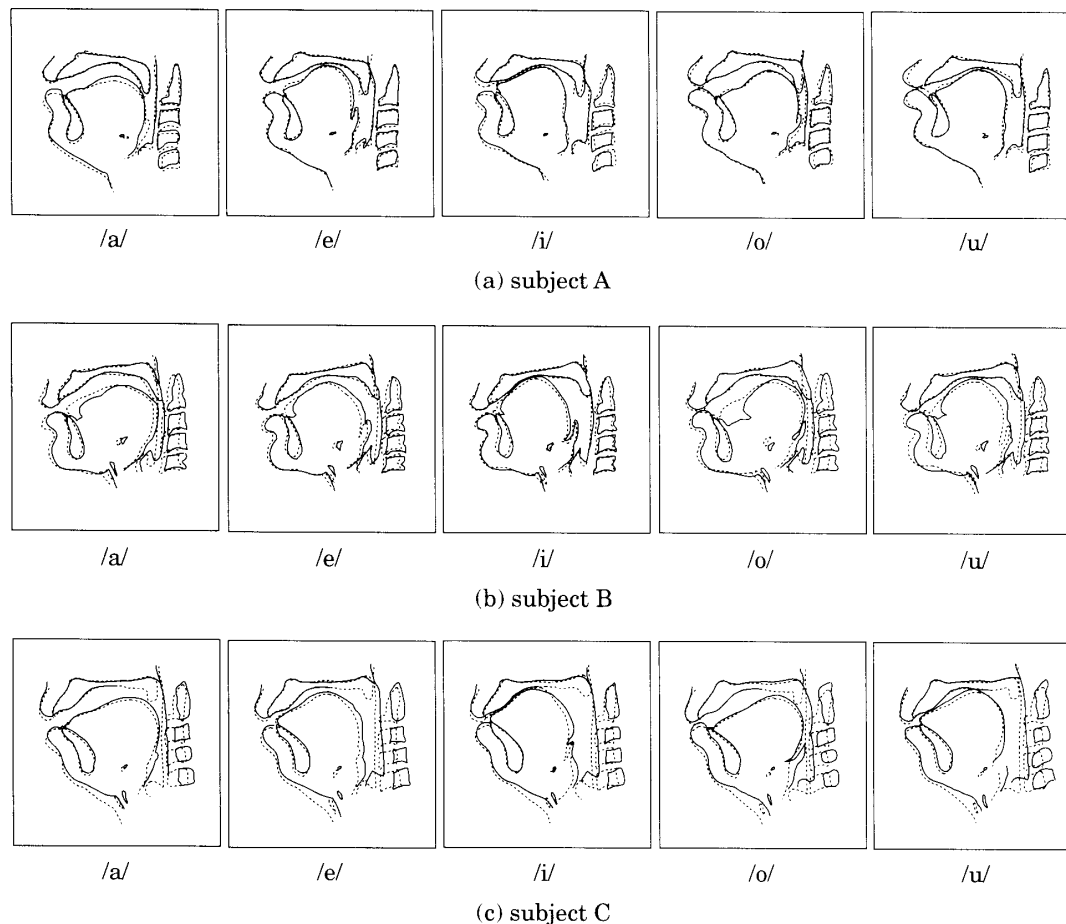 /a/ /e/ /i/ /o/ /u/
(a) subject A
/a/ /e/ /i/ /o/ /u/
(b) subject B
/a/ /e/ /i/ /o/ /u/
(c) subject C